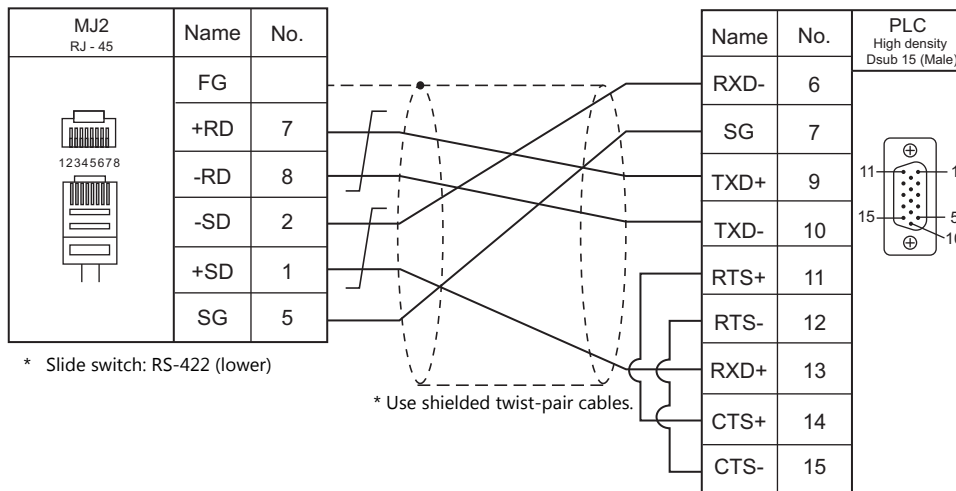 MJ2 Name No.
RJ - 45
FG
+RD 7
-RD 8
-SD 2
+SD 1
SG 5
12345678
* Slide switch: RS-422 (lower)
* Use shielded twist-pair cables.
Name No. PLC
High density
Dsub 15 (Male)
RXD- 6
SG 7
TXD+ 9
TXD- 10
RTS+ 11
RTS- 12
RXD+ 13
CTS+ 14
CTS- 15
11 1
15 5